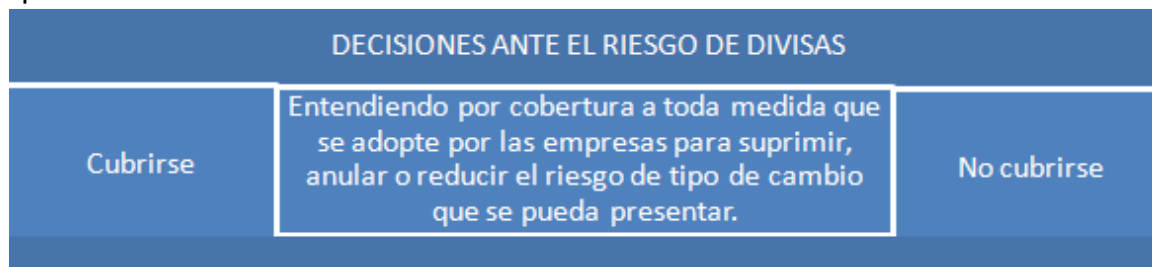 DECISIONES ANTE EL RIESGO DE DIVISAS
Cubrirse
Entendiendo por cobertura a toda medida que
se adopte por las empresas para suprimir,
anular o reducir el riesgo de tipo de cambio
que se pueda presentar.
No cubrirse